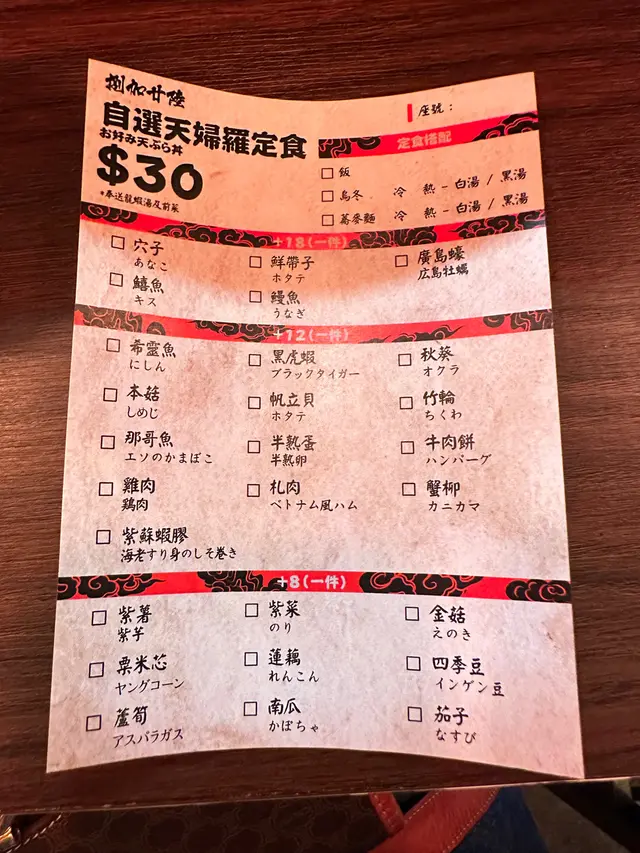 捌伽廿陸
座號：
自選天婦羅定食
お好み天ぷら丼
$30
*奉送龍蝦湯及前菜
定食搭配
□ 飯
□ 烏冬 冷 熱 - 白湯 / 黑湯
□ 蕎麥麵 冷 熱 - 白湯 / 黑湯
+18(一件)
□ 穴子
あなこ
□ 鮮帶子
ホタテ
□ 廣島蠔
広島牡蠣
□ 鱚魚
キス
□ 鰻魚
うなぎ
+12(一件)
□ 希靈魚
にしん
□ 黑虎蝦
ブラックタイガー
□ 秋葵
オクラ
□ 本菇
しめじ
□ 帆立貝
ホタテ
□ 竹輪
ちくわ
□ 那哥魚
エソのかまぼこ
□ 半熟蛋
半熟卵
□ 牛肉餅
ハンバーグ
□ 雞肉
鶏肉
□ 札肉
ベトナム風ハム
□ 蟹柳
カニカマ
□ 紫蘇蝦膠
海老すり身のしそ巻き
+8(一件)
□ 紫薯
紫芋
□ 紫菜
のり
□ 金菇
えのき
□ 粟米芯
ヤングコーン
□ 蓮藕
れんこん
□ 四季豆
インゲン豆
□ 蘆筍
アスパラガス
□ 南瓜
かぼちゃ
□ 茄子
なすび